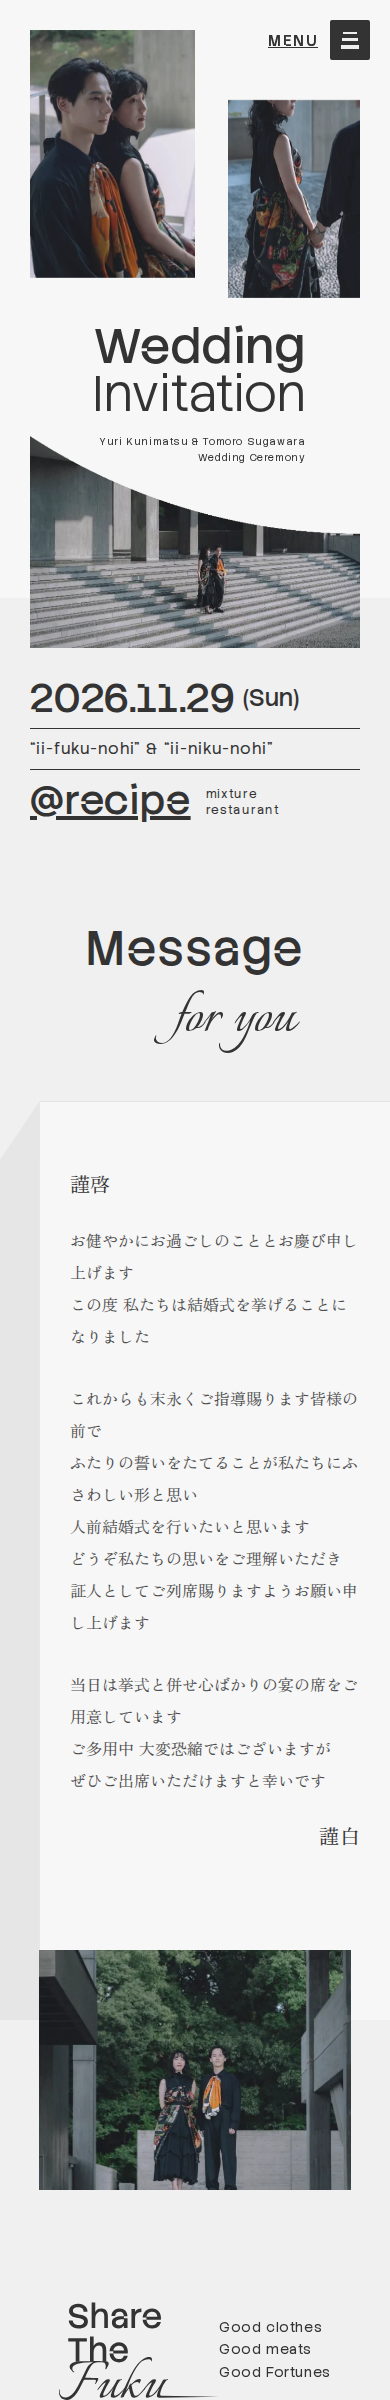 MENU
Wedding
Invitation
Yuri Kunimatsu & Tomoro Sugawara
Wedding Ceremony
2026.11.29 (Sun)
“ii-fuku-nohi” & “ii-niku-nohi”
@recipe
mixture
restaurant
Message
for you
謹啓
お健やかにお過ごしのこととお慶び申し
上げます
この度 私たちは結婚式を挙げることに
なりました
これからも末永くご指導賜ります皆様の
前で
ふたりの誓いをたてることが私たちにふ
さわしい形と思い
人前結婚式を行いたいと思います
どうぞ私たちの思いをご理解いただき
証人としてご列席賜りますようお願い申
し上げます
当日は挙式と併せ心ばかりの宴の席をご
用意しています
ご多用中 大変恐縮ではございますが
ぜひご出席いただけますと幸いです
謹白
Share
The
Fuku
Good clothes
Good meats
Good Fortunes